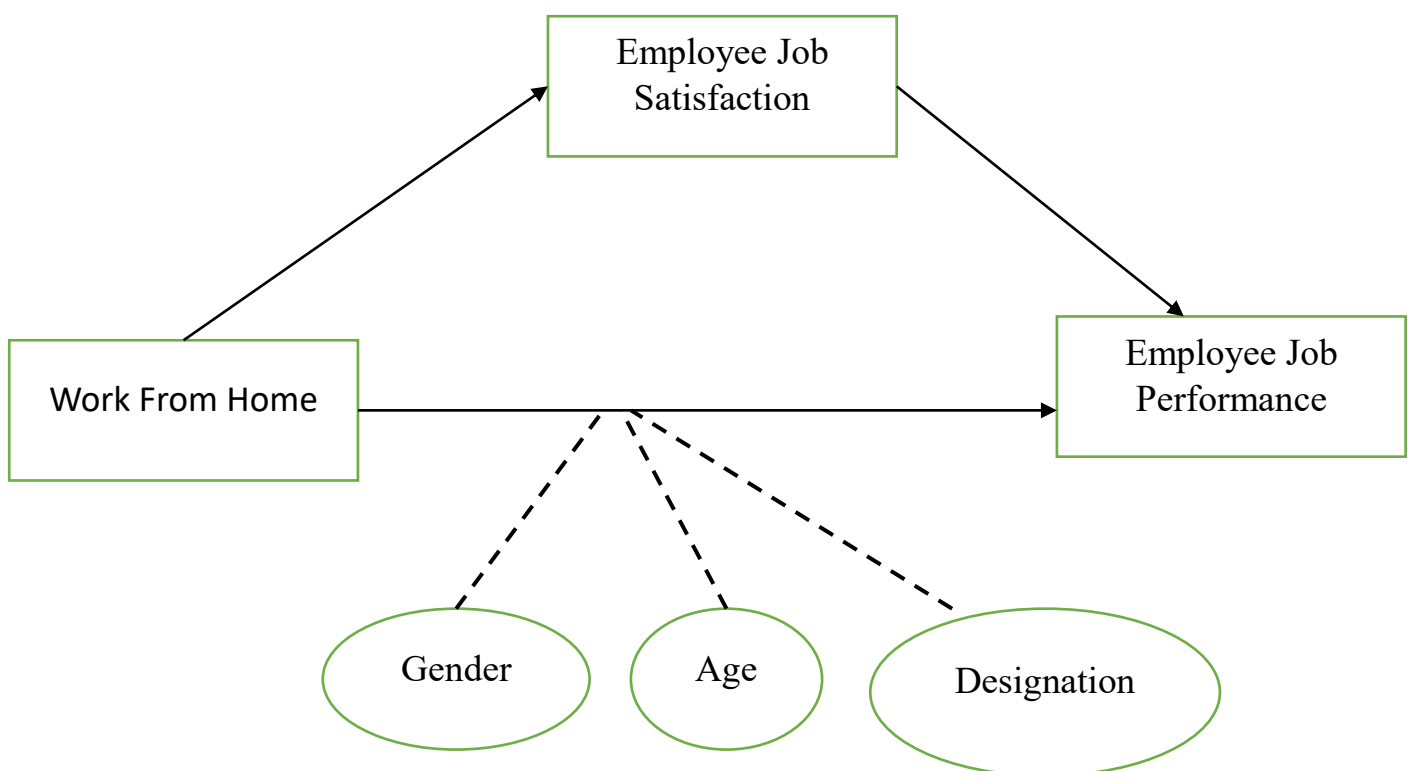 Employee Job
Satisfaction
Work From Home
Employee Job
Performance
Gender
Age
Designation